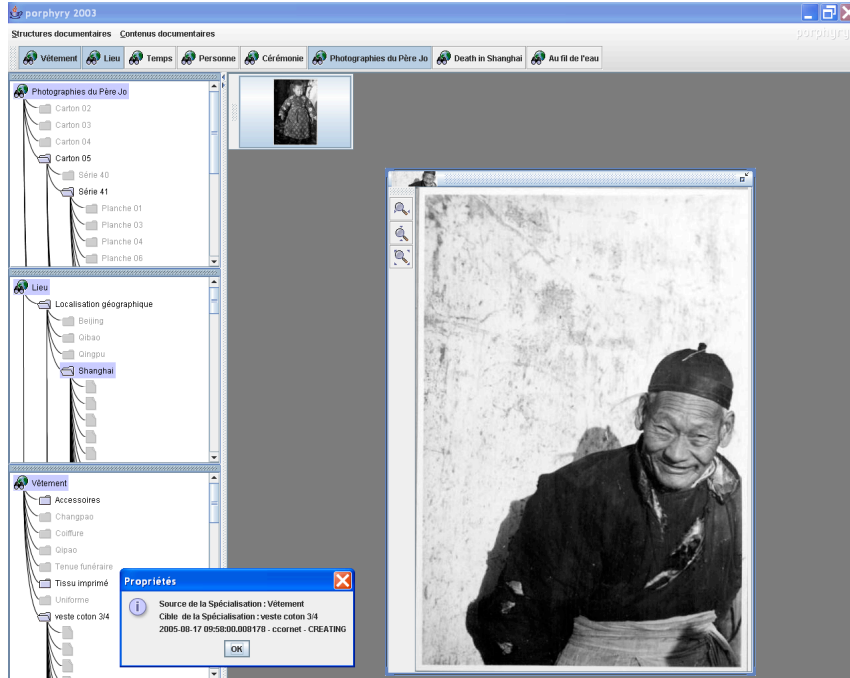 porphyry 2003
Structures documentaires Contenus documentaires
porphyry
Vêtement Lieu Temps Personne Cérémonie Photographies du Père Jo Death in Shanghai Au fil de l'eau
Photographies du Père Jo
Carton 02
Carton 03
Carton 04
Carton 05
Série 40
Série 41
Planche 01
Planche 03
Planche 04
Planche 06
Lieu
Localisation géographique
Beijing
Qibao
Qingpu
Shanghai
Vêtement
Accessoires
Changpao
Coiffure
Qipao
Tenue funéraire
Tissu imprimé
Uniforme
veste coton 3/4
Propriétés
Source de la Spécialisation : Vêtement
Cible de la Spécialisation : veste coton 3/4
2005-08-17 09:58:00.008178 - ccornet - CREATING
OK